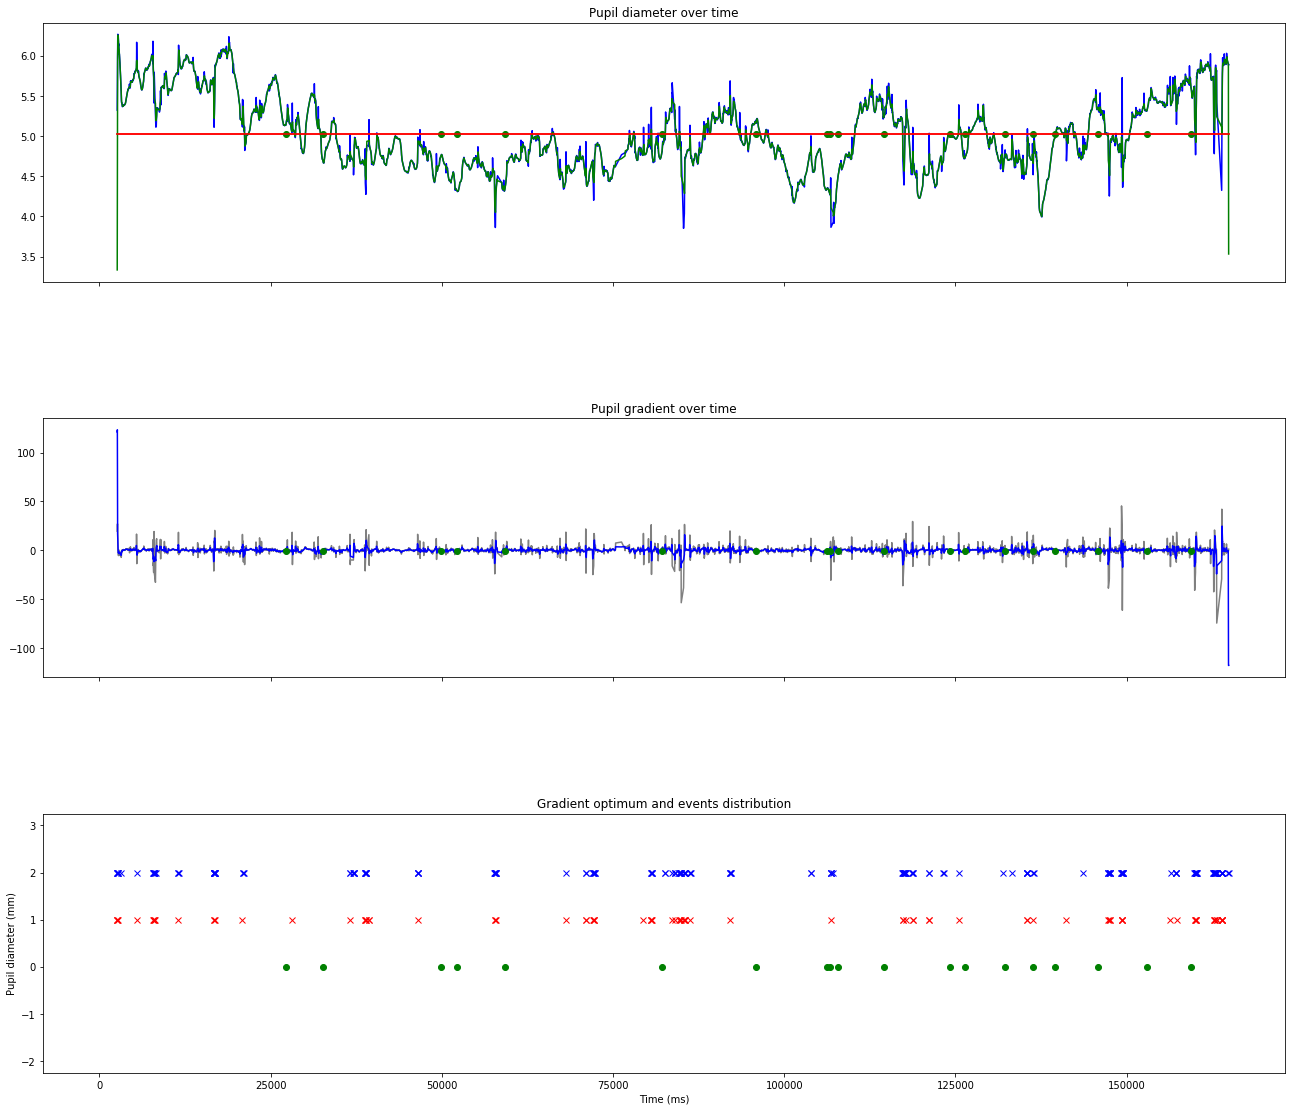 Pupil diameter over time
6.0
5.5
5.0
4.5
4.0
3.5
Pupil gradient over time
100
50
0
−50
−100
Gradient optimum and events distribution
3
2
1
0
−1
−2
Pupil diameter (mm)
0 25000 50000 75000 100000 125000 150000
Time (ms)